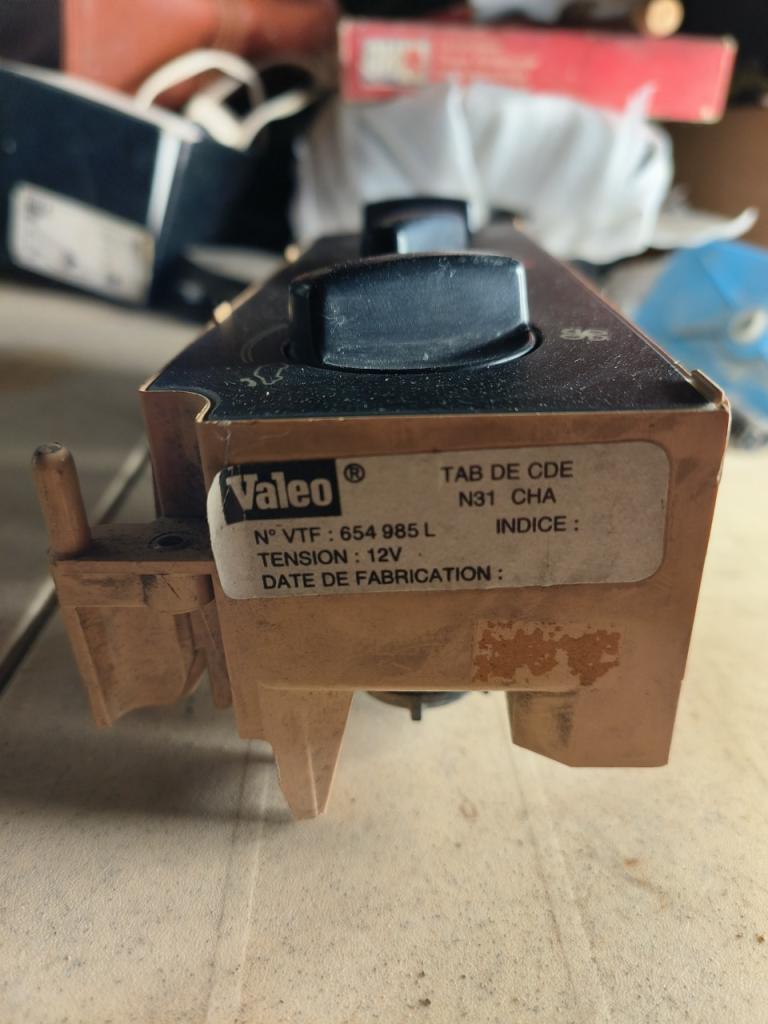 Valeo®
TAB DE CDE
N31 CHA
N° VTF : 654 985 L
INDICE :
TENSION : 12V
DATE DE FABRICATION :